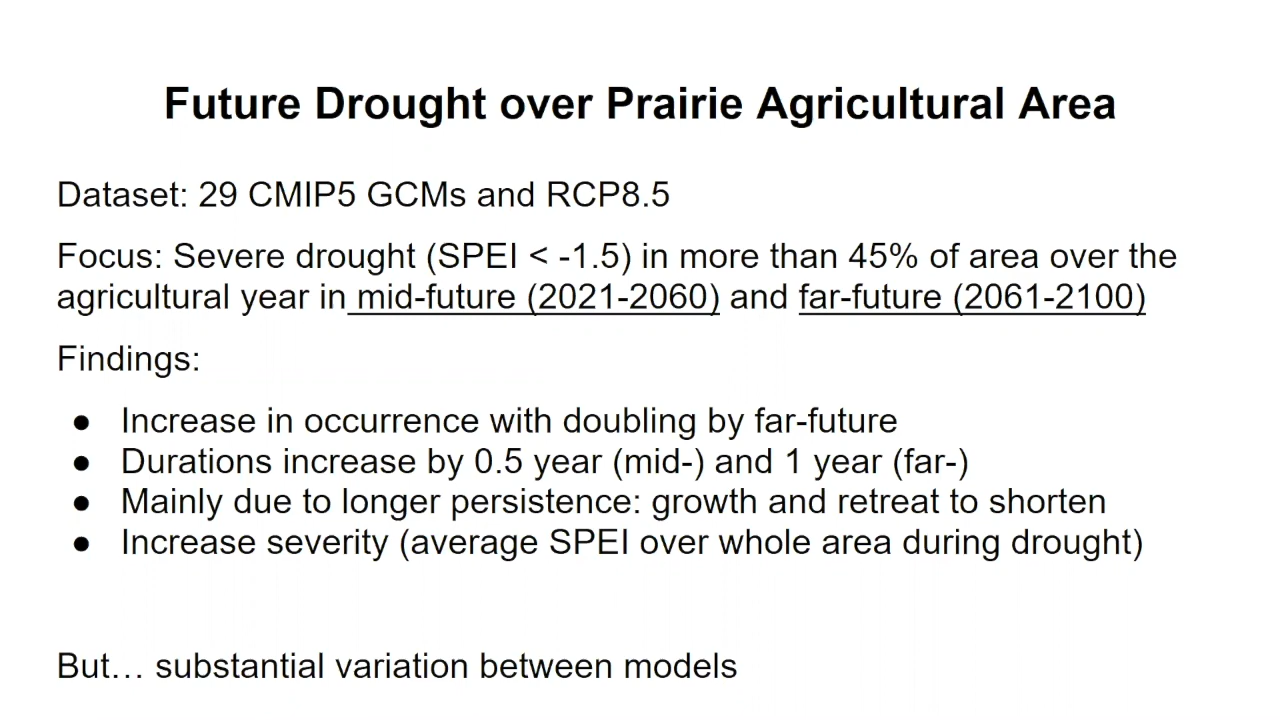 Future Drought over Prairie Agricultural Area
Dataset: 29 CMIP5 GCMs and RCP8.5
Focus: Severe drought (SPEI < -1.5) in more than 45% of area over the
agricultural year in mid-future (2021-2060) and far-future (2061-2100)
Findings:
● Increase in occurrence with doubling by far-future
● Durations increase by 0.5 year (mid-) and 1 year (far-)
● Mainly due to longer persistence: growth and retreat to shorten
● Increase severity (average SPEI over whole area during drought)
But… substantial variation between models